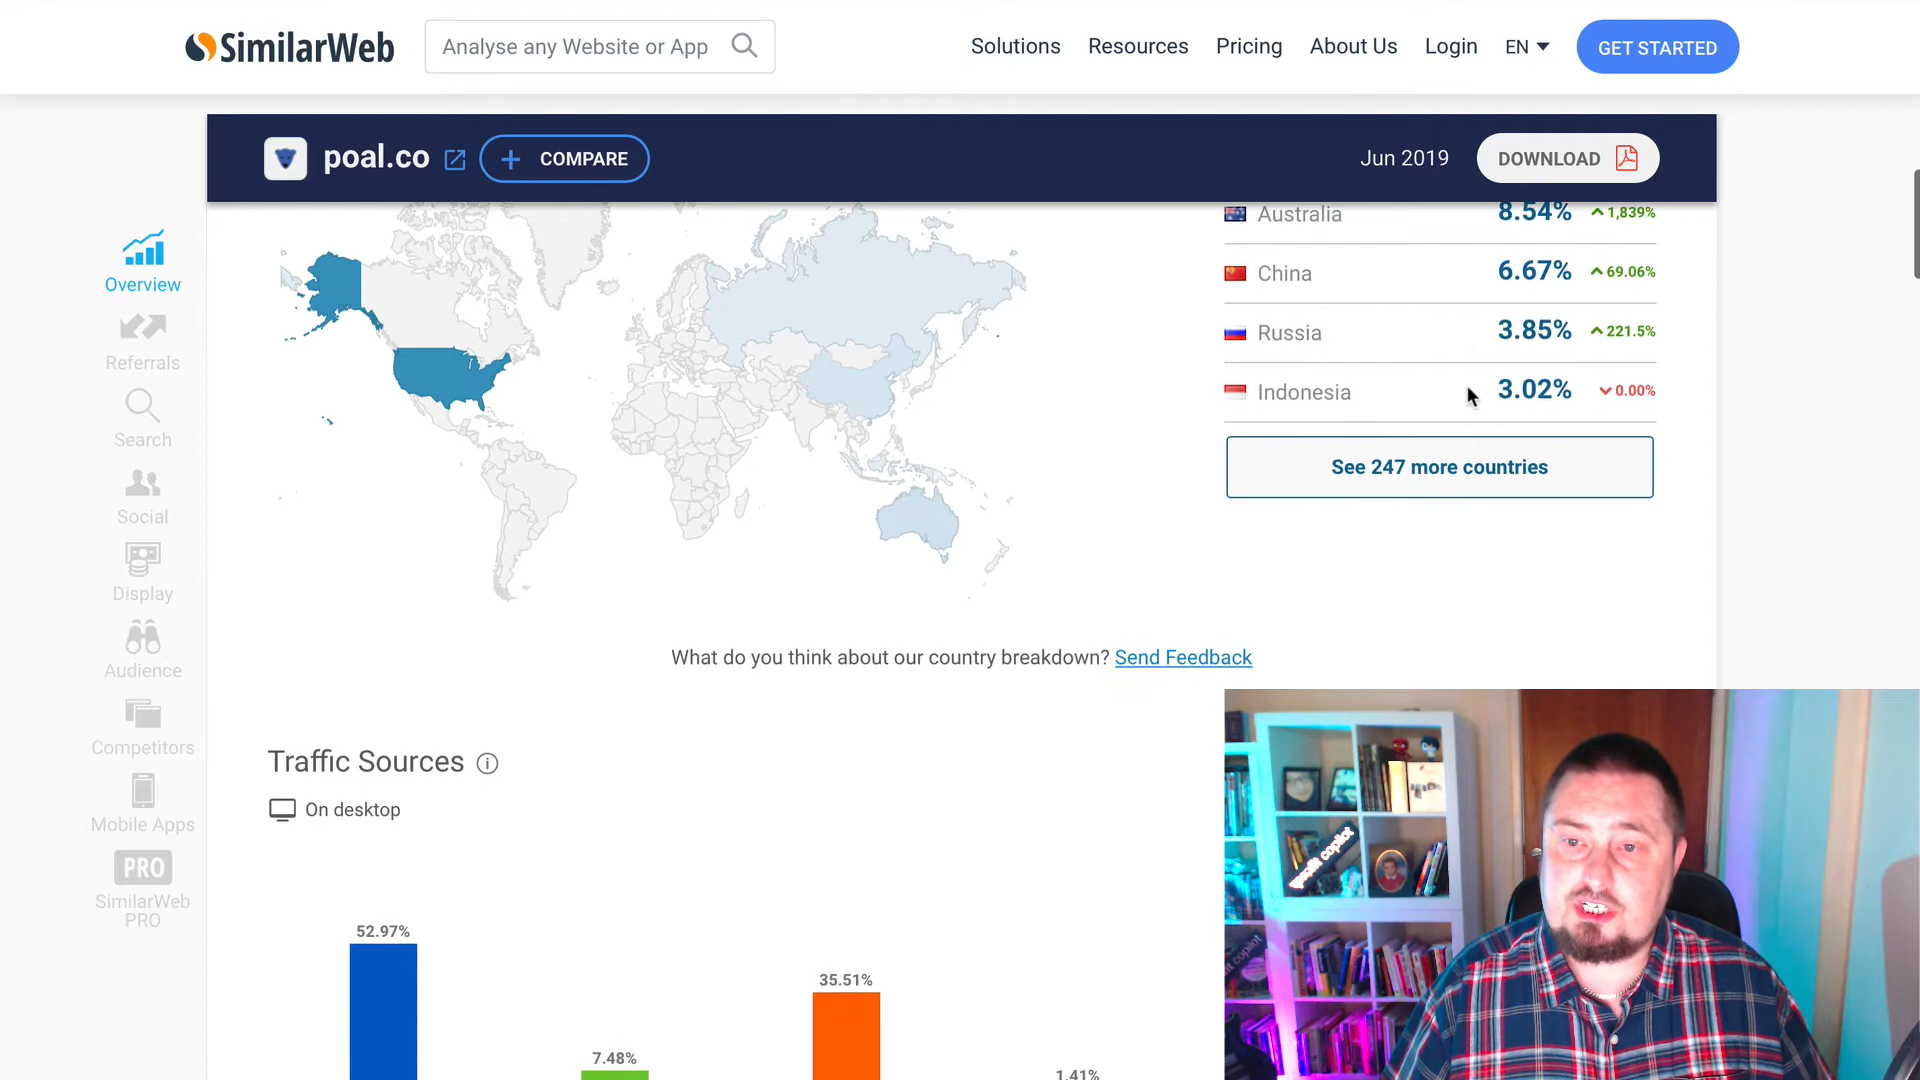 SimilarWeb
Analyse any Website or App
Solutions
Resources
Pricing
About Us
Login
EN
GET STARTED
poal.co
COMPARE
Jun 2019
DOWNLOAD
Australia 8.54% 1,839%
China 6.67% 69.06%
Russia 3.85% 221.5%
Indonesia 3.02% 0.00%
See 247 more countries
Overview
Referrals
Search
Social
Display
Audience
Competitors
Mobile Apps
PRO
SimilarWeb
PRO
What do you think about our country breakdown? Send Feedback
Traffic Sources
On desktop
52.97%
7.48%
35.51%
1.41%
profit copilot